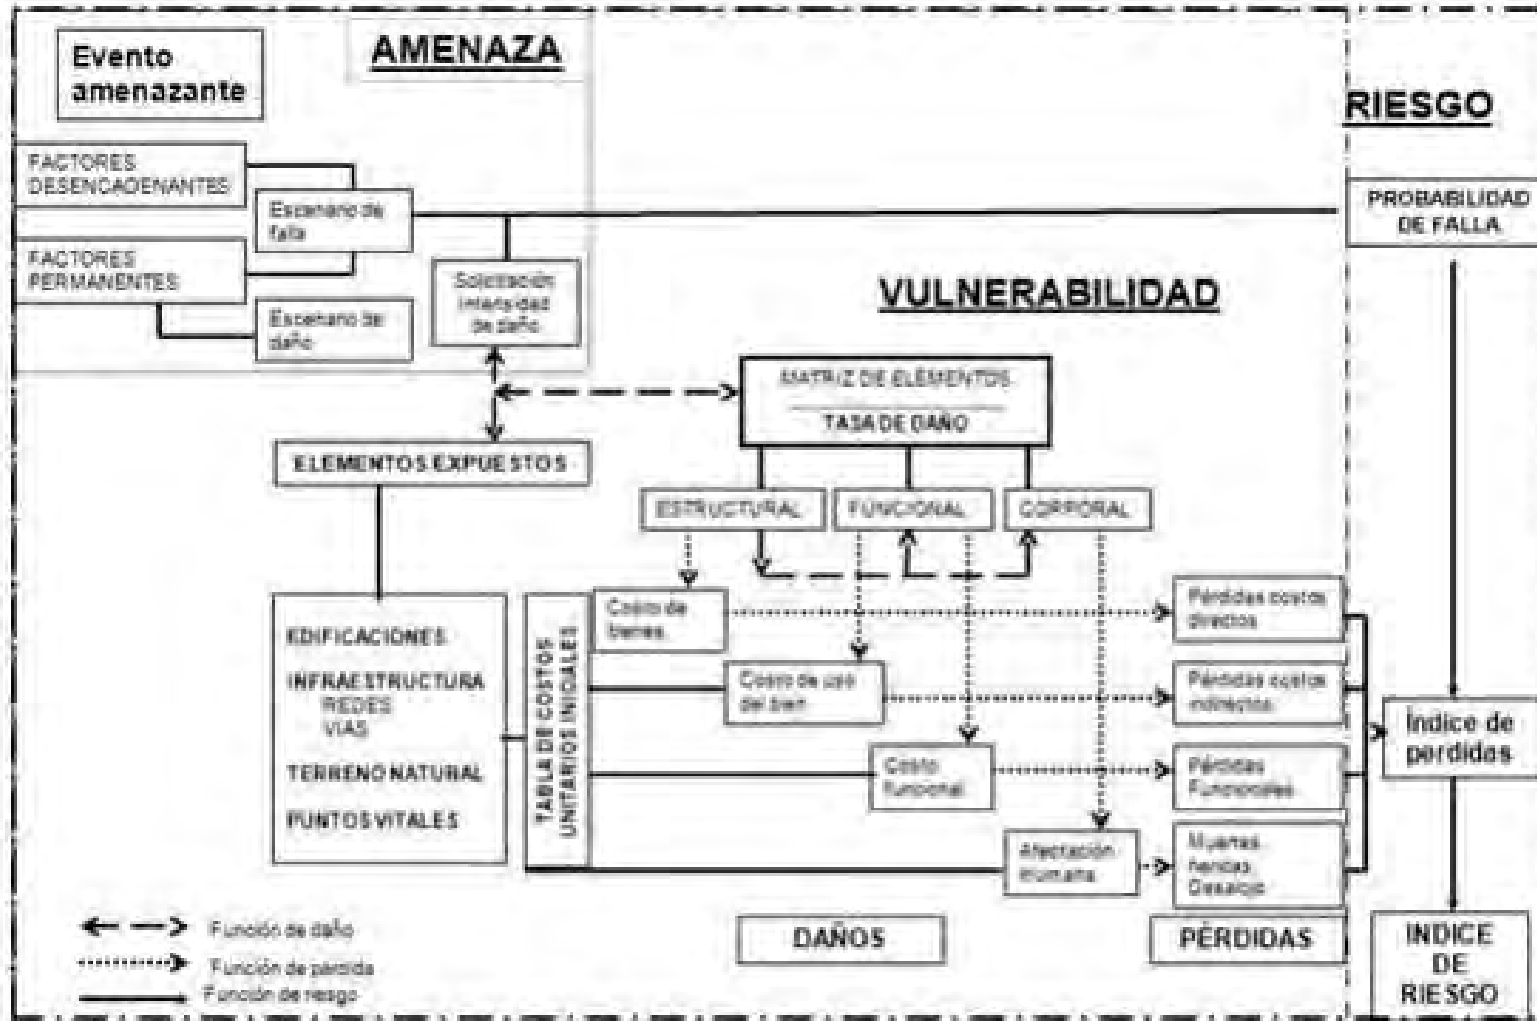 Evento
amenazante
AMENAZA
RIESGO
FACTORES
DESENCADENANTES
Escenario de
falla
FACTORES
PERMANENTES
Escenario de
daño
Solicitación
intensidad
de daño
PROBABILIDAD
DE FALLA
VULNERABILIDAD
MATRIZ DE ELEMENTOS
TASA DE DAÑO
ELEMENTOS EXPUESTOS
ESTRUCTURAL
FUNCIONAL
CORPORAL
EDIFICACIONES
INFRAESTRUCTURA
REDES
VIAS
TERRENO NATURAL
PUNTOS VITALES
TABLA DE COSTOS
UNITARIOS INICIALES
Costo de
bienes
Costo de uso
del bien
Costo
funcional
Afectación
Humana
Pérdidas costos
directos
Pérdidas costos
indirectos
Pérdidas
Funcionales
Muertes
heridas
Desalojo
Índice de
perdidas
DAÑOS
PÉRDIDAS
INDICE
DE
RIESGO
Función de daño
Función de pérdida
Función de riesgo